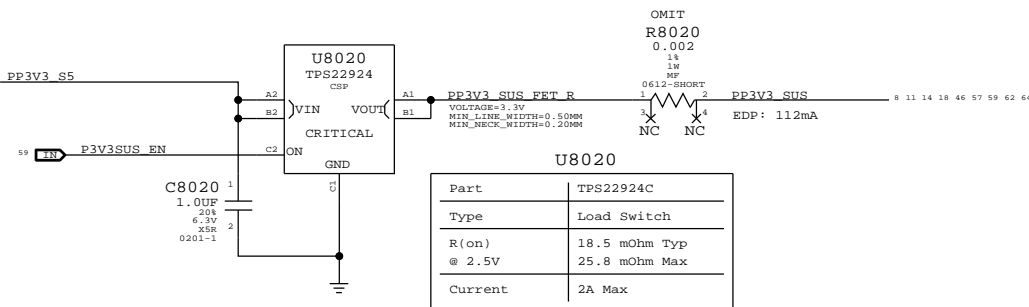 OMIT
R8020
0.002
1%
1W
MF
0612-SHORT
U8020
TPS22924
CSP
PP3V3_S5
A2
VIN
VOUT
A1
PP3V3_SUS_FET_R
1
2
PP3V3_SUS
8 11 14 18 46 57 59 62 64
B2
B1
VOLTAGE=3.3V
MIN_LINE_WIDTH=0.50MM
MIN_NECK_WIDTH=0.20MM
3
4
NC
NC
EDP: 112mA
CRITICAL
59
IN
P3V3SUS_EN
C2
ON
GND
C1
C8020
1
1.0UF
20%
6.3V
X5R
0201-1
2
U8020
Part TPS22924C
Type Load Switch
R(on) 18.5 mOhm Typ
@ 2.5V 25.8 mOhm Max
Current 2A Max